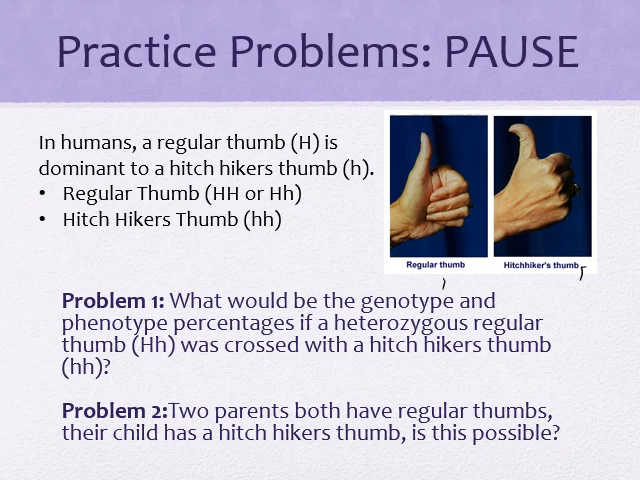 Practice Problems: PAUSE
In humans, a regular thumb (H) is
dominant to a hitch hikers thumb (h).
• Regular Thumb (HH or Hh)
• Hitch Hikers Thumb (hh)
Regular thumb
Hitchhiker's thumb
Problem 1: What would be the genotype and
phenotype percentages if a heterozygous regular
thumb (Hh) was crossed with a hitch hikers thumb
(hh)?
Problem 2:Two parents both have regular thumbs,
their child has a hitch hikers thumb, is this possible?